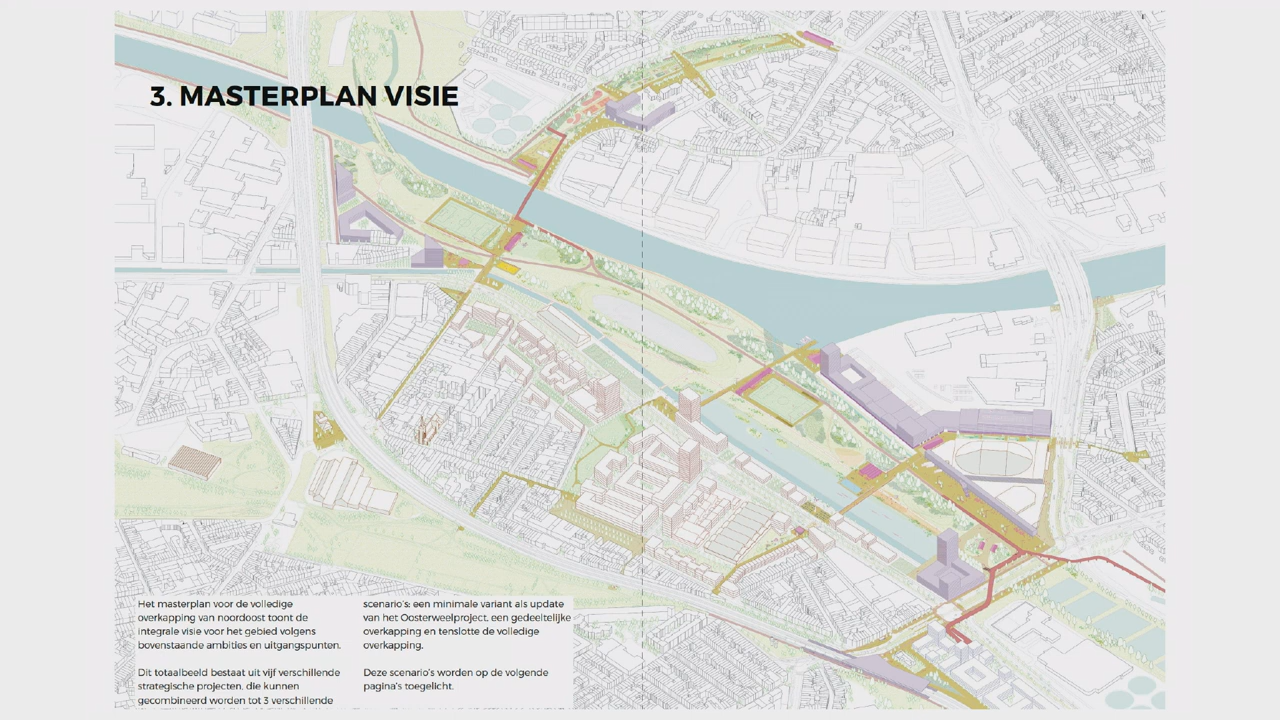 3. MASTERPLAN VISIE
Het masterplan voor de volledige
overkapping van noordoost toont de
integrale visie voor het gebied volgens
bovenstaande ambities en uitgangspunten.
Dit totaalbeeld bestaat uit vijf verschillende
strategische projecten, die kunnen
gecombineerd worden tot 3 verschillende
scenario's: een minimale variant als update
van het Oosterweelproject, een gedeeltelijke
overkapping en tenslotte de volledige
overkapping.
Deze scenario's worden op de volgende
pagina's toegelicht.